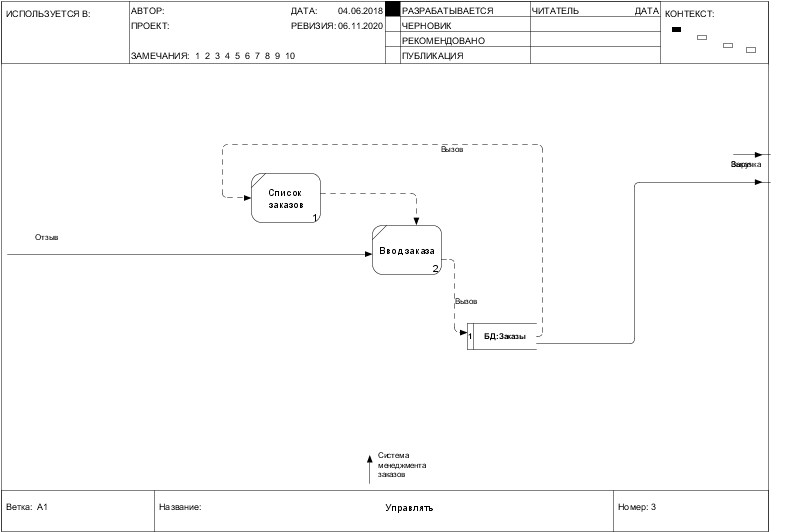 ИСПОЛЬЗУЕТСЯ В:
АВТОР:
ДАТА: 04.06.2018
РАЗРАБАТЫВАЕТСЯ
ЧИТАТЕЛЬ
ДАТА
КОНТЕКСТ:
ПРОЕКТ:
РЕВИЗИЯ: 06.11.2020
ЧЕРНОВИК
РЕКОМЕНДОВАНО
ЗАМЕЧАНИЯ: 1 2 3 4 5 6 7 8 9 10
ПУБЛИКАЦИЯ
Вызов
Список
заказов
1
Отзыв
Ввод заказа
2
Вызов
1
БД:Заказы
Система
менеджмента
заказов
Ветка: А1
Название:
Управлять
Номер: 3